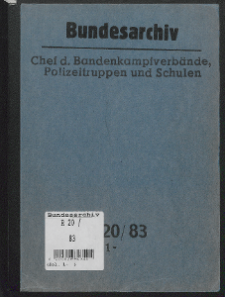 Bundesarchiv
Chef d. Bandenkampfverbände,
Polizeitruppen und Schulen
20/83
Bundesarchiv
R 20 /
83